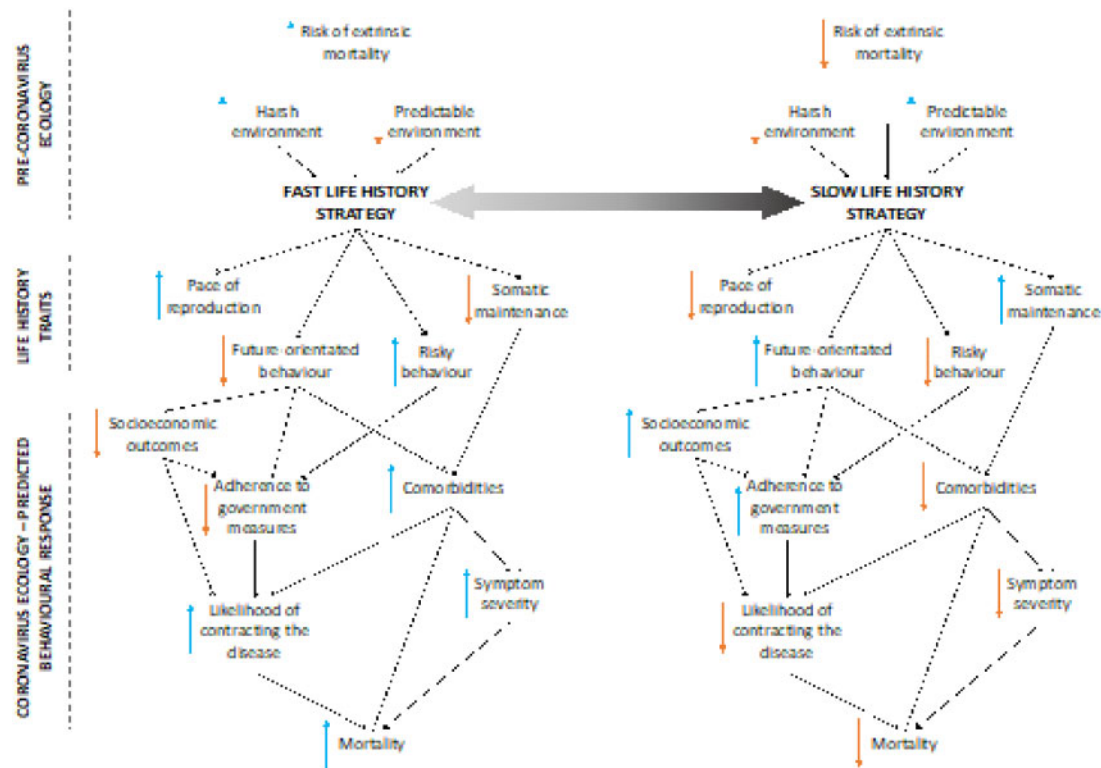 PRE-CORONAVIRUS
ECOLOGY
Risk of extrinsic
mortality
Harsh
environment
Predictable
environment
FAST LIFE HISTORY
STRATEGY
Risk of extrinsic
mortality
Harsh
environment
Predictable
environment
SLOW LIFE HISTORY
STRATEGY
LIFE HISTORY
TRAITS
Pace of
reproduction
Somatic
maintenance
Future-orientated
behaviour
Risky
behaviour
Pace of
reproduction
Somatic
maintenance
Future-orientated
behaviour
Risky
behaviour
CORONAVIRUS ECOLOGY – PREDICTED
BEHAVIOURAL RESPONSE
Socioeconomic
outcomes
Adherence to
government
measures
Comorbidities
Symptom
severity
Likelihood of
contracting the
disease
Mortality
Socioeconomic
outcomes
Adherence to
government
measures
Comorbidities
Symptom
severity
Likelihood of
contracting the
disease
Mortality